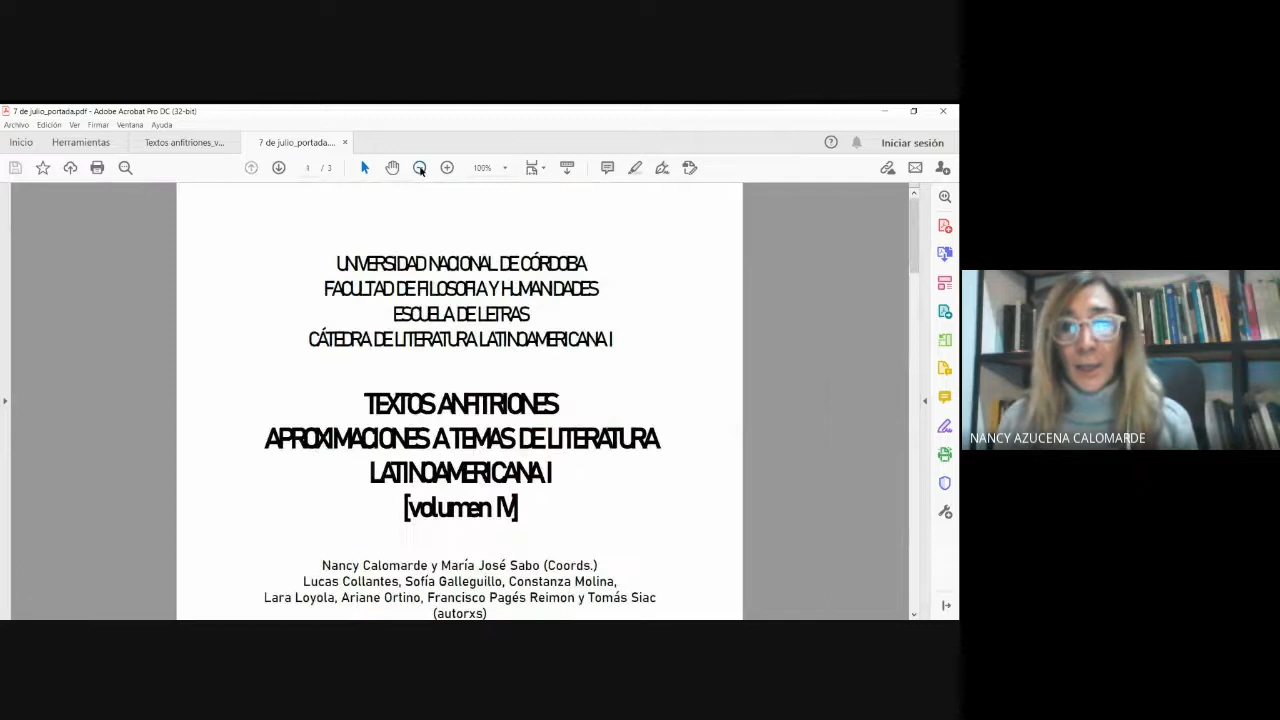 7 de julio_portada.pdf - Adobe Acrobat Pro DC (32-bit)
Archivo Edición Ver Firmar Ventana Ayuda
Inicio Herramientas Textos anfitriones_v... 7 de julio_portada.... × Iniciar sesión
1 / 3 100%
UNIVERSIDAD NACIONAL DE CÓRDOBA
FACULTAD DE FILOSOFIA Y HUMANIDADES
ESCUELA DE LETRAS
CÁTEDRA DE LITERATURA LATINOAMERICANA I
TEXTOS ANFITRIONES
APROXIMACIONES A TEMAS DE LITERATURA
LATINOAMERICANA I
[volumen IV]
Nancy Calomarde y María José Sabo (Coords.)
Lucas Collantes, Sofía Galleguillo, Constanza Molina,
Lara Loyola, Ariane Ortino, Francisco Pagés Reimon y Tomás Siac
(autorxs)
NANCY AZUCENA CALOMARDE